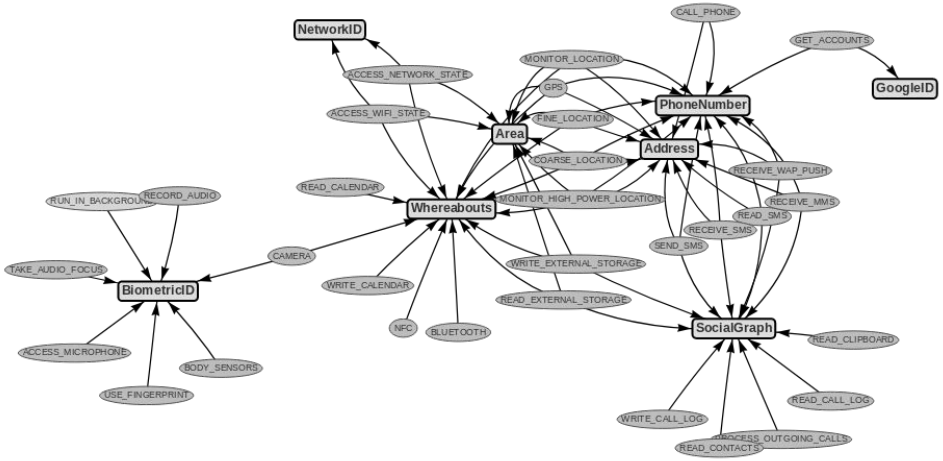 CALL_PHONE
NetworkID
GET_ACCOUNTS
MONITOR_LOCATION
ACCESS_NETWORK_STATE
GPS
GoogleID
PhoneNumber
ACCESS_WIFI_STATE
FINE_LOCATION
Area
Address
COARSE_LOCATION
RECEIVE_WAP_PUSH
READ_CALENDAR
RECORD_AUDIO
RUN_IN_BACKGROUND
MONITOR_HIGH_POWER_LOCATION
RECEIVE_MMS
Whereabouts
READ_SMS
RECEIVE_SMS
SEND_SMS
CAMERA
WRITE_EXTERNAL_STORAGE
TAKE_AUDIO_FOCUS
WRITE_CALENDAR
BiometricID
READ_EXTERNAL_STORAGE
NFC
BLUETOOTH
SocialGraph
READ_CLIPBOARD
ACCESS_MICROPHONE
BODY_SENSORS
USE_FINGERPRINT
READ_CALL_LOG
WRITE_CALL_LOG
PROCESS_OUTGOING_CALLS
READ_CONTACTS